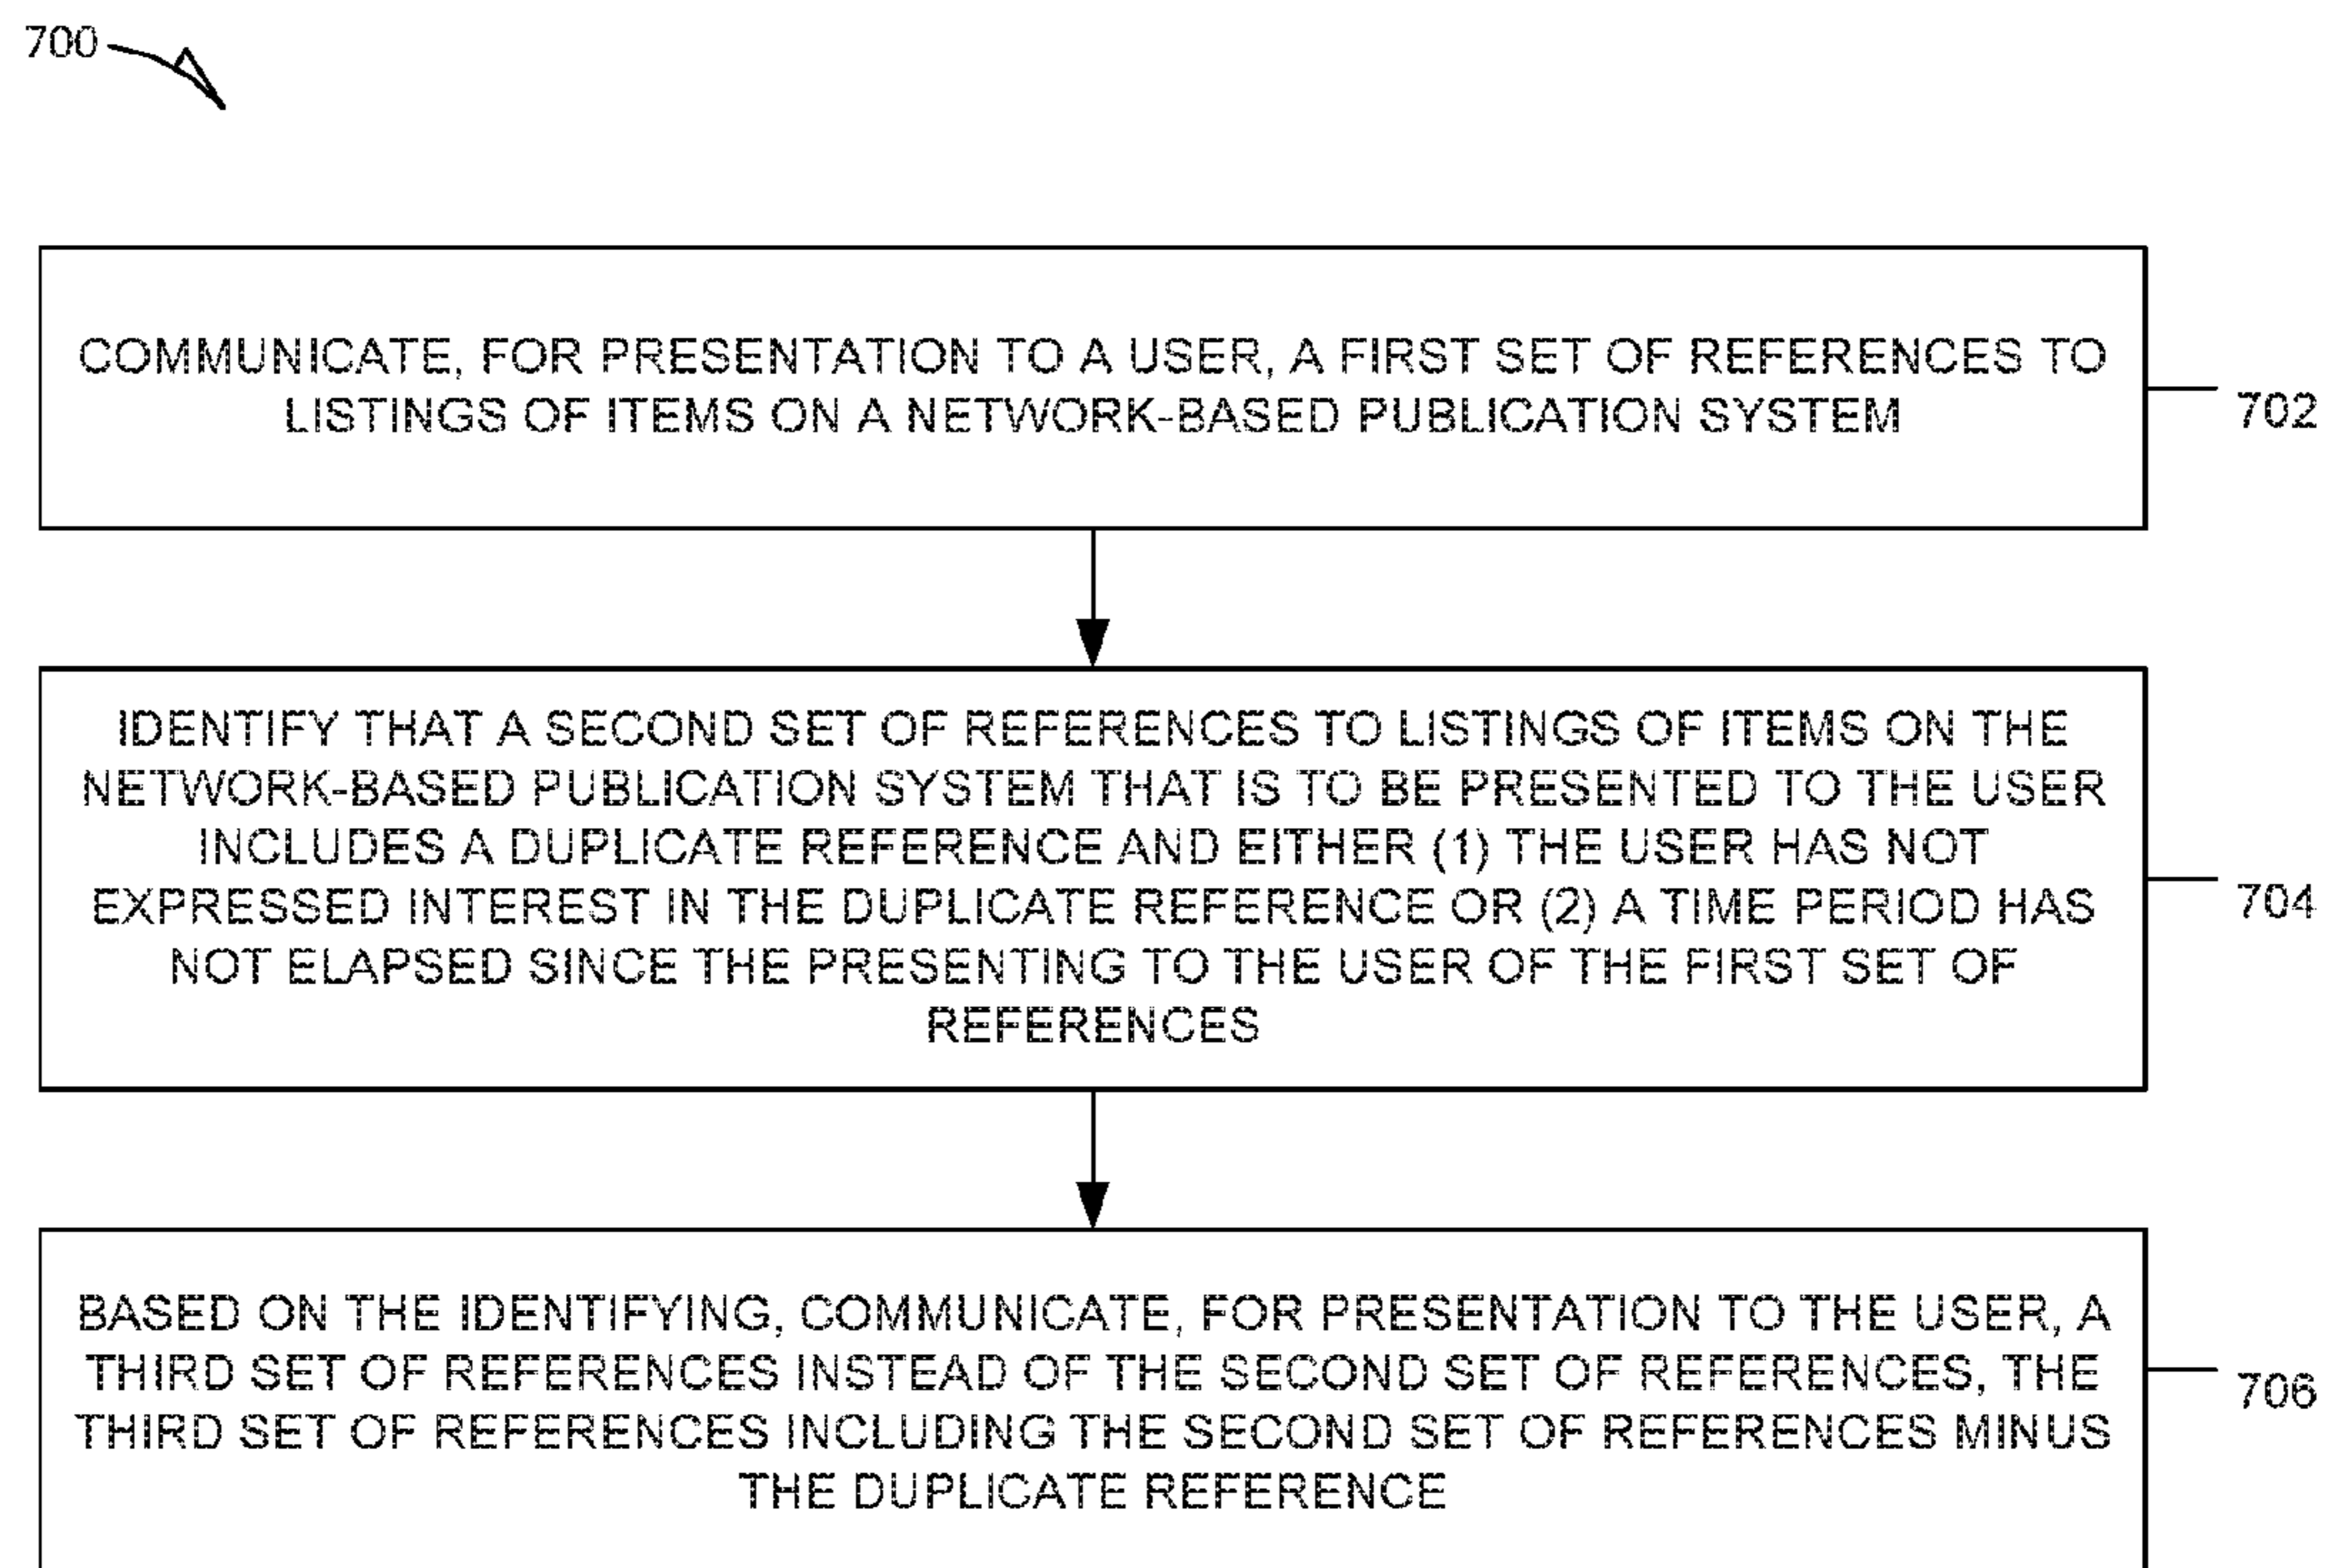 700
COMMUNICATE, FOR PRESENTATION TO A USER, A FIRST SET OF REFERENCES TO
LISTINGS OF ITEMS ON A NETWORK-BASED PUBLICATION SYSTEM
702
IDENTIFY THAT A SECOND SET OF REFERENCES TO LISTINGS OF ITEMS ON THE
NETWORK-BASED PUBLICATION SYSTEM THAT IS TO BE PRESENTED TO THE USER
INCLUDES A DUPLICATE REFERENCE AND EITHER (1) THE USER HAS NOT
EXPRESSED INTEREST IN THE DUPLICATE REFERENCE OR (2) A TIME PERIOD HAS
NOT ELAPSED SINCE THE PRESENTING TO THE USER OF THE FIRST SET OF
REFERENCES
704
BASED ON THE IDENTIFYING, COMMUNICATE, FOR PRESENTATION TO THE USER, A
THIRD SET OF REFERENCES INSTEAD OF THE SECOND SET OF REFERENCES, THE
THIRD SET OF REFERENCES INCLUDING THE SECOND SET OF REFERENCES MINUS
THE DUPLICATE REFERENCE
706